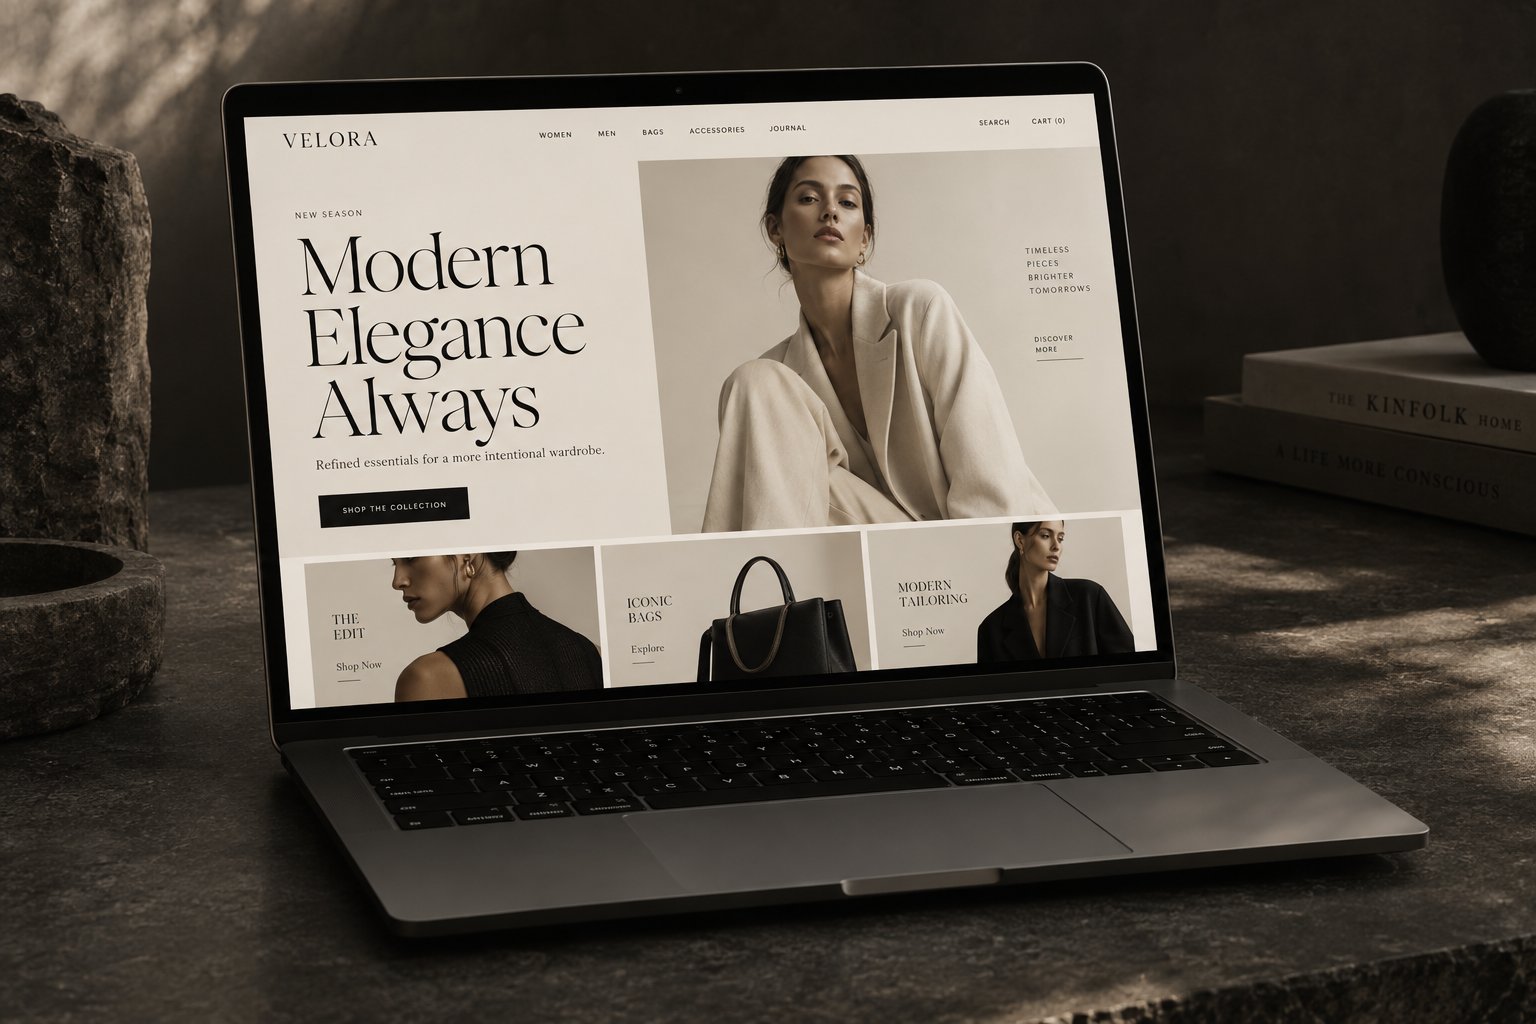 VELORA
WOMEN MEN BAGS ACCESSORIES JOURNAL
SEARCH CART (0)
NEW SEASON
Modern
Elegance
Always
Refined essentials for a more intentional wardrobe.
SHOP THE COLLECTION
TIMELESS
PIECES
BRIGHTER
TOMORROWS
DISCOVER
MORE
THE
EDIT
Shop Now
ICONIC
BAGS
Explore
MODERN
TAILORING
Shop Now
THE KINFOLK HOME
A LIFE MORE CONSCIOUS